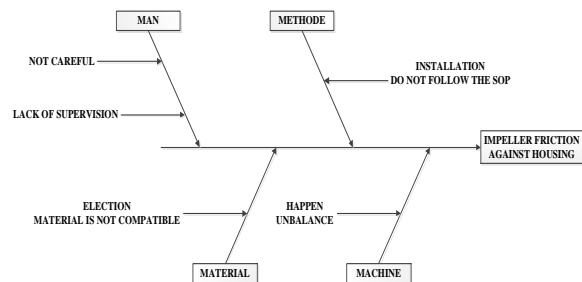 MAN
METHODE
NOT CAREFUL
INSTALLATION
DO NOT FOLLOW THE SOP
LACK OF SUPERVISION
IMPELLER FRICTION
AGAINST HOUSING
ELECTION
MATERIAL IS NOT COMPATIBLE
HAPPEN
UNBALANCE
MATERIAL
MACHINE